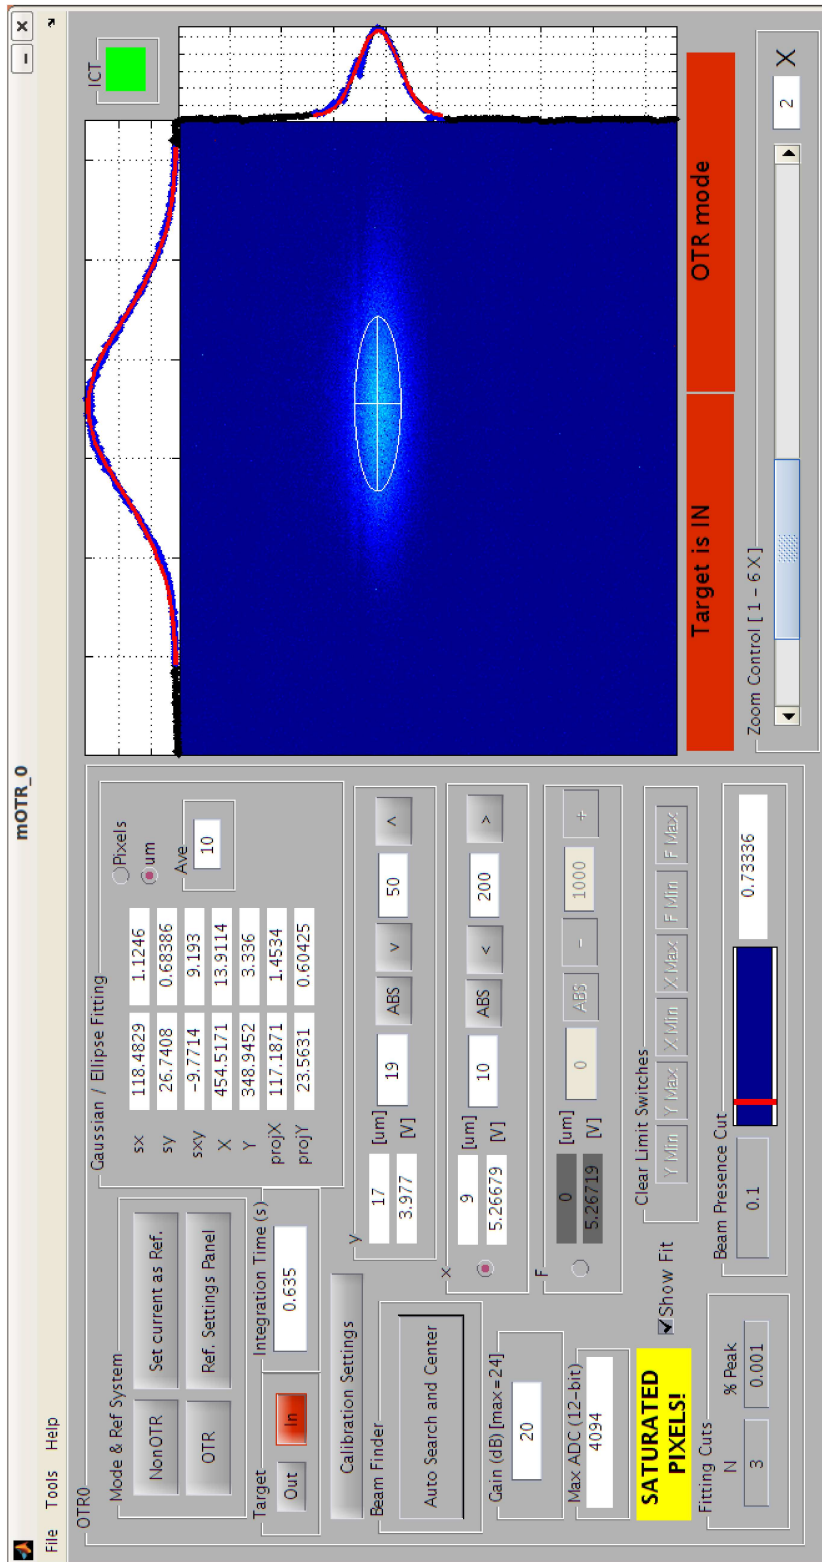 mOTR_0
File Tools Help
OTR0
Mode & Ref System
NonOTR
Set current as Ref.
OTR
Ref. Settings Panel
Target
Out
In
Integration Time (s)
0.635
Gaussian / Ellipse Fitting
sx 118.4829 1.1246
sy 26.7408 0.68386
sxy -9.7714 9.193
X 454.5171 13.9114
Y 348.9452 3.336
projX 117.1871 1.4534
projY 23.5631 0.60425
Pixels
um
Ave
10
Calibration Settings
Beam Finder
Auto Search and Center
Gain (dB) [max=24]
20
Max ADC (12-bit)
4094
SATURATED
PIXELS!
Show Fit
Fitting Cuts
N % Peak
3 0.001
y
17 [um] 19 ABS v 50 ^
3.977 [V]
x
9 [um] 10 ABS < 200 >
5.26679 [V]
F
0 [um] 0 ABS - 1000 +
5.26719 [V]
Clear Limit Switches
Y Min Y Max X Min X Max F Min F Max
Beam Presence Cut
0.1
0.73336
ICT
Target is IN
OTR mode
Zoom Control [ 1 - 6 X ]
2 X